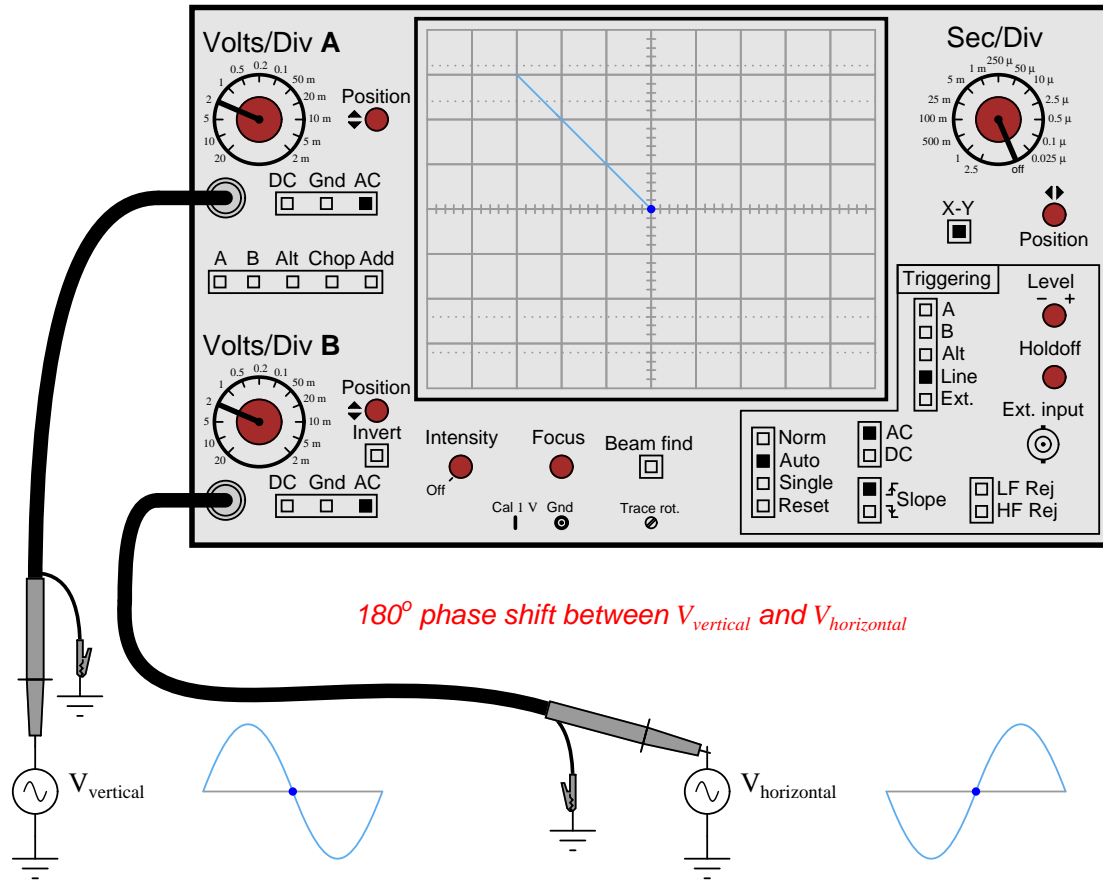 Volts/Div A
0.5 0.2 0.1
1 50 m
2 20 m
5 10 m
10 5 m
20 2 m
Position
DC Gnd AC
A B Alt Chop Add
Volts/Div B
0.5 0.2 0.1
1 50 m
2 20 m
5 10 m
10 5 m
20 2 m
Position
Invert
DC Gnd AC
Intensity
Off
Focus
Beam find
Cal 1 V Gnd
Trace rot.
Sec/Div
250 µ
1 m 50 µ
5 m 10 µ
25 m 2.5 µ
100 m 0.5 µ
500 m 0.1 µ
1 0.025 µ
2.5 off
X-Y
Position
Triggering
A
B
Alt
Line
Ext.
Level
− +
Holdoff
Ext. input
Norm
Auto
Single
Reset
AC
DC
Slope
LF Rej
HF Rej
180º phase shift between Vvertical and Vhorizontal
Vvertical
Vhorizontal